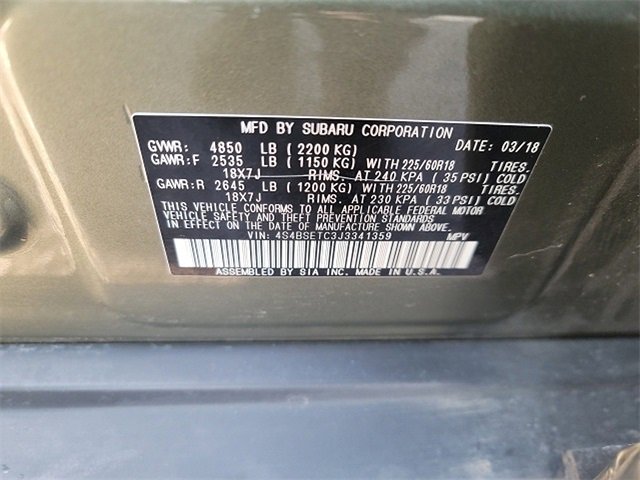 MFD BY SUBARU CORPORATION
GVWR: 4850 LB ( 2200 KG) DATE: 03/18
GAWR:F 2535 LB ( 1150 KG) WITH 225/60R18 TIRES.
18X7J RIMS. AT 240 KPA ( 35 PSI) COLD
GAWR:R 2645 LB ( 1200 KG) WITH 225/60R18 TIRES.
18X7J RIMS. AT 230 KPA ( 33 PSI) COLD
THIS VEHICLE CONFORMS TO ALL APPLICABLE FEDERAL MOTOR
VEHICLE SAFETY AND THEFT PREVENTION STANDARDS
IN EFFECT ON THE DATE OF MANUFACTURE SHOWN ABOVE.
VIN: 4S4BSETC3J3341359 MPV
ASSEMBLED BY SIA INC. MADE IN U.S.A.